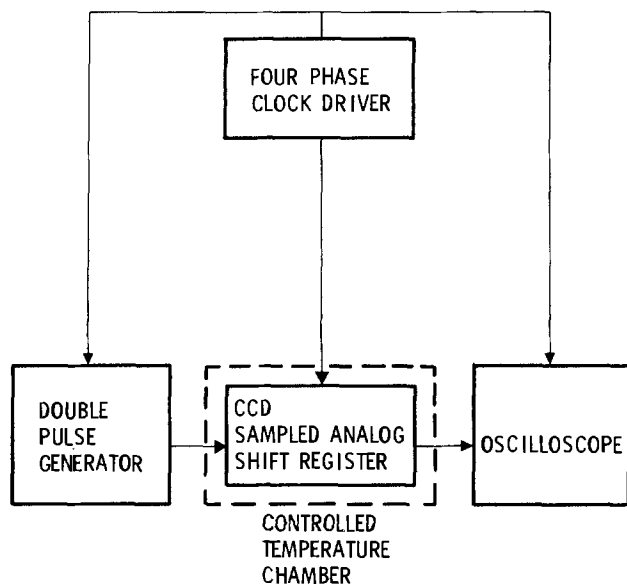 FOUR PHASE
CLOCK DRIVER
DOUBLE
PULSE
GENERATOR
CCD
SAMPLED ANALOG
SHIFT REGISTER
OSCILLOSCOPE
CONTROLLED
TEMPERATURE
CHAMBER